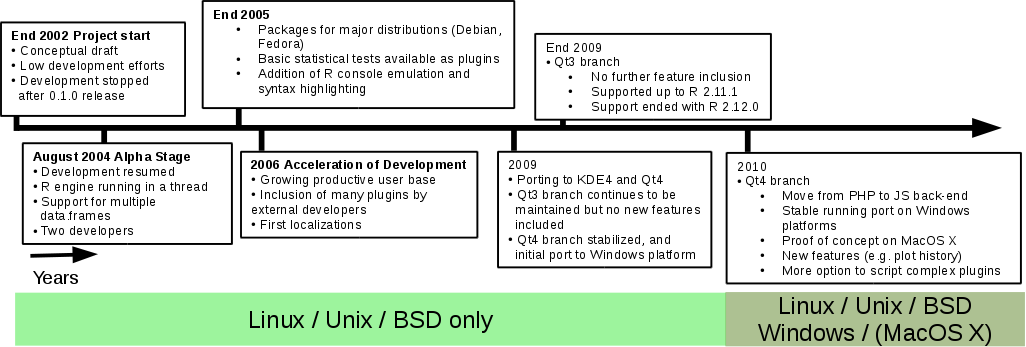 End 2002 Project start
• Conceptual draft
• Low development efforts
• Development stopped
after 0.1.0 release
End 2005
• Packages for major distributions (Debian,
Fedora)
• Basic statistical tests available as plugins
• Addition of R console emulation and
syntax highlighting
End 2009
• Qt3 branch
• No further feature inclusion
• Supported up to R 2.11.1
• Support ended with R 2.12.0
August 2004 Alpha Stage
• Development resumed
• R engine running in a thread
• Support for multiple
data.frames
• Two developers
2006 Acceleration of Development
• Growing productive user base
• Inclusion of many plugins by
external developers
• First localizations
2009
• Porting to KDE4 and Qt4
• Qt3 branch continues to be
maintained but no new features
included
• Qt4 branch stabilized, and
initial port to Windows platform
2010
• Qt4 branch
• Move from PHP to JS back-end
• Stable running port on Windows
platforms
• Proof of concept on MacOS X
• New features (e.g. plot history)
• More option to script complex plugins
Years
Linux / Unix / BSD only
Linux / Unix / BSD
Windows / (MacOS X)